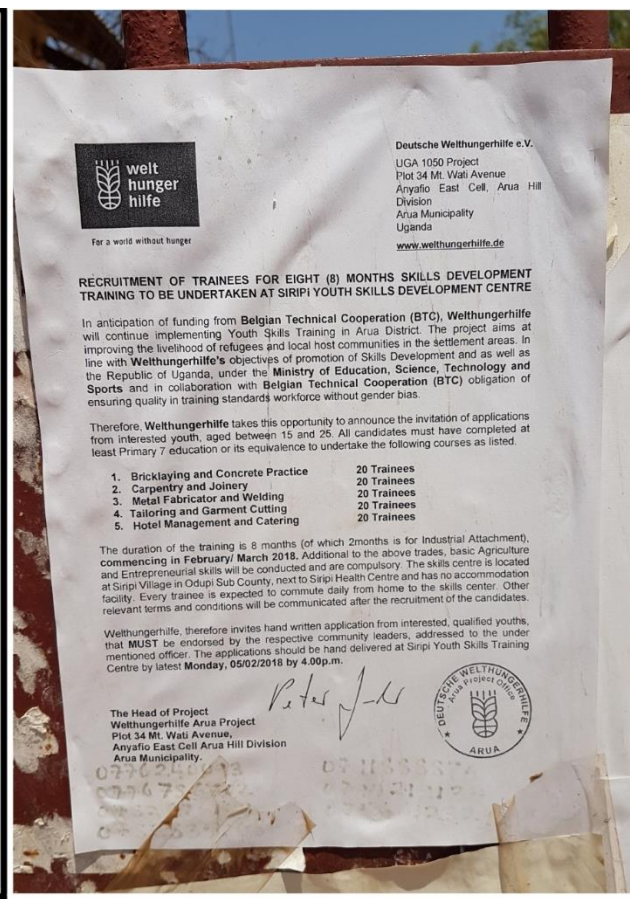 welt
hunger
hilfe
For a world without hunger
Deutsche Welthungerhilfe e.V.
UGA 1050 Project
Plot 34 Mt. Wati Avenue
Anyafio East Cell, Arua Hill
Division
Arua Municipality
Uganda
www.welthungerhilfe.de
RECRUITMENT OF TRAINEES FOR EIGHT (8) MONTHS SKILLS DEVELOPMENT
TRAINING TO BE UNDERTAKEN AT SIRIPI YOUTH SKILLS DEVELOPMENT CENTRE
In anticipation of funding from Belgian Technical Cooperation (BTC), Welthungerhilfe
will continue implementing Youth Skills Training in Arua District. The project aims at
improving the livelihood of refugees and local host communities in the settlement areas. In
line with Welthungerhilfe's objectives of promotion of Skills Development and as well as
the Republic of Uganda, under the Ministry of Education, Science, Technology and
Sports and in collaboration with Belgian Technical Cooperation (BTC) obligation of
ensuring quality in training standards workforce without gender bias.
Therefore, Welthungerhilfe takes this opportunity to announce the invitation of applications
from interested youth, aged between 15 and 25. All candidates must have completed at
least Primary 7 education or its equivalence to undertake the following courses as listed.
1. Bricklaying and Concrete Practice 20 Trainees
2. Carpentry and Joinery 20 Trainees
3. Metal Fabricator and Welding 20 Trainees
4. Tailoring and Garment Cutting 20 Trainees
5. Hotel Management and Catering 20 Trainees
The duration of the training is 8 months (of which 2months is for Industrial Attachment),
commencing in February/ March 2018. Additional to the above trades, basic Agriculture
and Entrepreneurial skills will be conducted and are compulsory. The skills centre is located
at Siripi Village in Odupi Sub County, next to Siripi Health Centre and has no accommodation
facility. Every trainee is expected to commute daily from home to the skills center. Other
relevant terms and conditions will be communicated after the recruitment of the candidates.
Welthungerhilfe, therefore invites hand written application from interested, qualified youths,
that MUST be endorsed by the respective community leaders, addressed to the under
mentioned officer. The applications should be hand delivered at Siripi Youth Skills Training
Centre by latest Monday, 05/02/2018 by 4.00p.m.
Peter
The Head of Project
Welthungerhilfe Arua Project
Plot 34 Mt. Wati Avenue,
Anyafio East Cell Arua Hill Division
Arua Municipality.
DEUTSCHE WELTHUNGERHILFE
Arua Project Office
ARUA